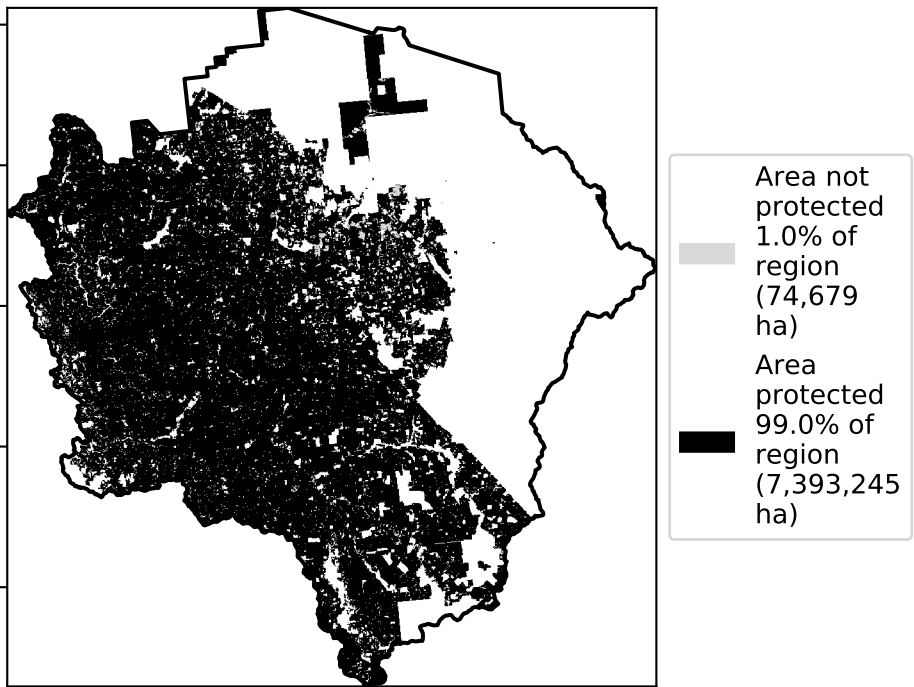 Area not
protected
1.0% of
region
(74,679
ha)
Area
protected
99.0% of
region
(7,393,245
ha)